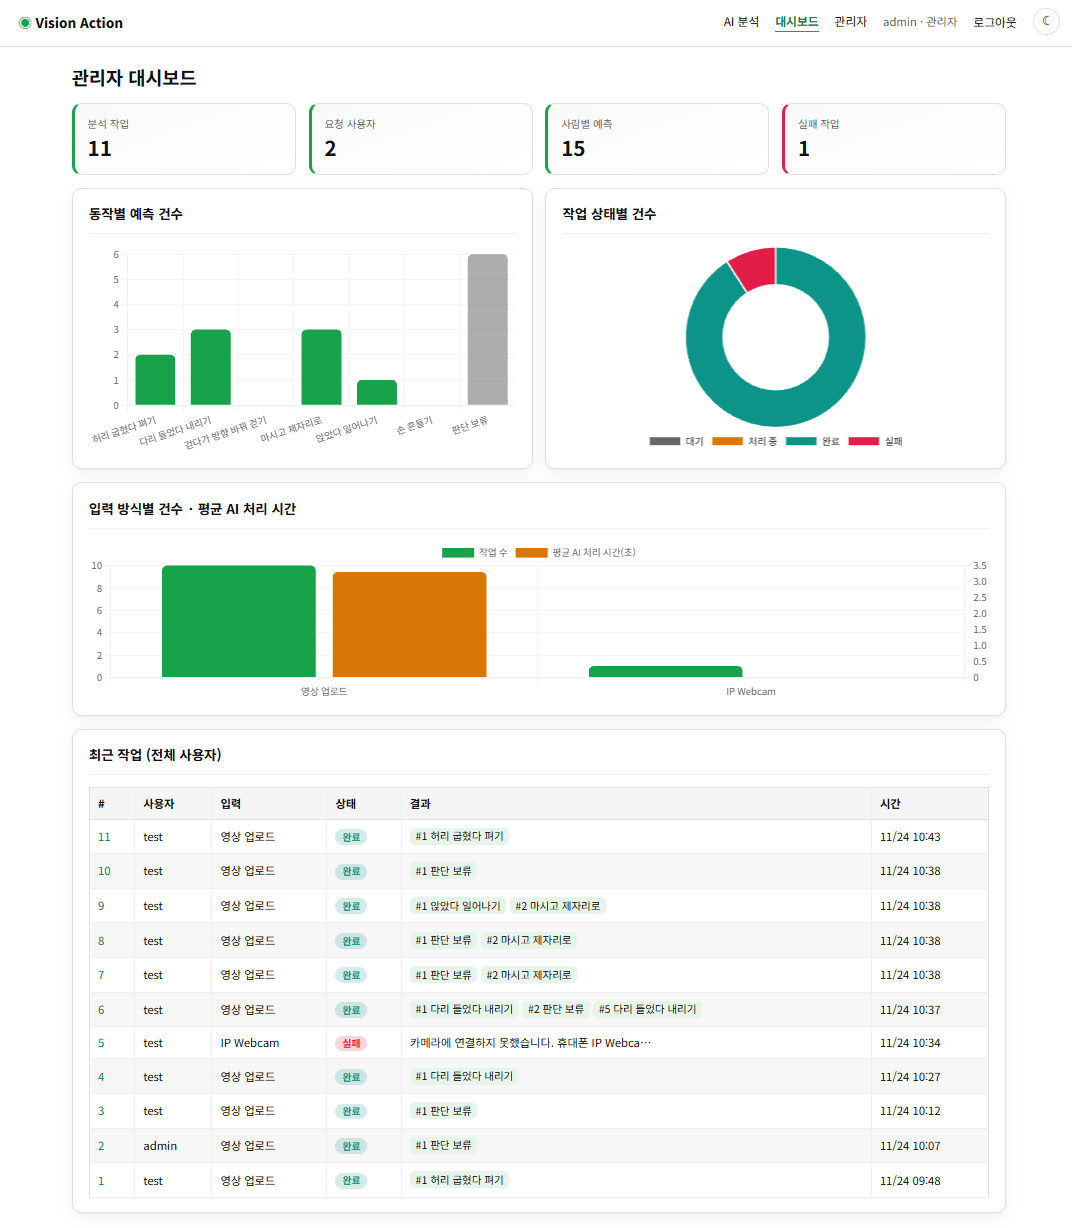 Vision Action
AI 분석 대시보드 관리자 admin · 관리자 로그아웃
관리자 대시보드
분석 작업
11
요청 사용자
2
사람별 예측
15
실패 작업
1
동작별 예측 건수
6
5
4
3
2
1
0
허리 굽혔다 펴기
다리 들었다 내리기
걷다가 방향 바꿔 걷기
마시고 제자리로
앉았다 일어나기
손 흔들기
판단 보류
작업 상태별 건수
대기 처리 중 완료 실패
입력 방식별 건수 · 평균 AI 처리 시간
작업 수 평균 AI 처리 시간(초)
10
8
6
4
2
0
3.5
3.0
2.5
2.0
1.5
1.0
0.5
0
영상 업로드
IP Webcam
최근 작업 (전체 사용자)
# 사용자 입력 상태 결과 시간
11 test 영상 업로드 완료 #1 허리 굽혔다 펴기 11/24 10:43
10 test 영상 업로드 완료 #1 판단 보류 11/24 10:38
9 test 영상 업로드 완료 #1 앉았다 일어나기 #2 마시고 제자리로 11/24 10:38
8 test 영상 업로드 완료 #1 판단 보류 #2 마시고 제자리로 11/24 10:38
7 test 영상 업로드 완료 #1 판단 보류 #2 마시고 제자리로 11/24 10:38
6 test 영상 업로드 완료 #1 다리 들었다 내리기 #2 판단 보류 #5 다리 들었다 내리기 11/24 10:37
5 test IP Webcam 실패 카메라에 연결하지 못했습니다. 휴대폰 IP Webca… 11/24 10:34
4 test 영상 업로드 완료 #1 다리 들었다 내리기 11/24 10:27
3 test 영상 업로드 완료 #1 판단 보류 11/24 10:12
2 admin 영상 업로드 완료 #1 판단 보류 11/24 10:07
1 test 영상 업로드 완료 #1 허리 굽혔다 펴기 11/24 09:48